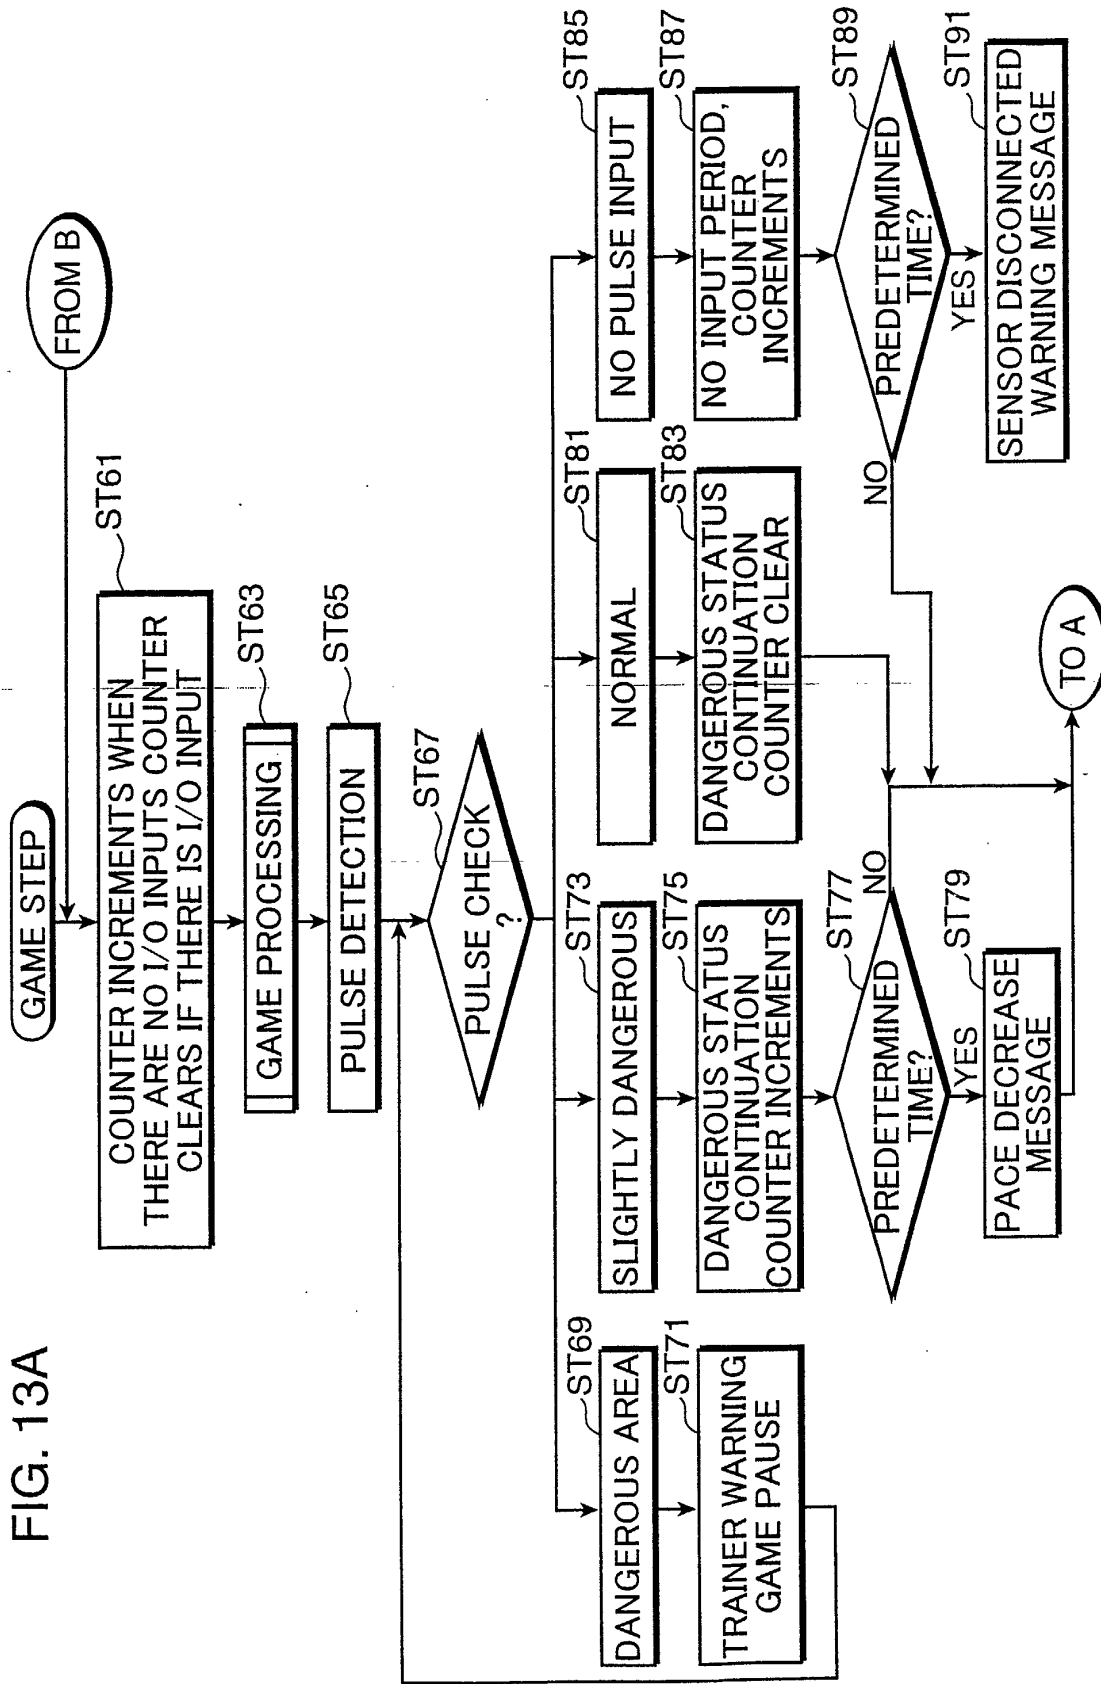 FIG. 13A
GAME STEP
FROM B
ST61
COUNTER INCREMENTS WHEN
THERE ARE NO I/O INPUTS COUNTER
CLEARS IF THERE IS I/O INPUT
ST63
GAME PROCESSING
ST65
PULSE DETECTION
ST67
PULSE CHECK
?
ST69
DANGEROUS AREA
ST71
TRAINER WARNING
GAME PAUSE
ST73
SLIGHTLY DANGEROUS
ST75
DANGEROUS STATUS
CONTINUATION
COUNTER INCREMENTS
ST77
PREDETERMINED
TIME?
NO
YES
ST79
PACE DECREASE
MESSAGE
ST81
NORMAL
ST83
DANGEROUS STATUS
CONTINUATION
COUNTER CLEAR
ST85
NO PULSE INPUT
ST87
NO INPUT PERIOD,
COUNTER
INCREMENTS
ST89
PREDETERMINED
TIME?
NO
YES
ST91
SENSOR DISCONNECTED
WARNING MESSAGE
TO A